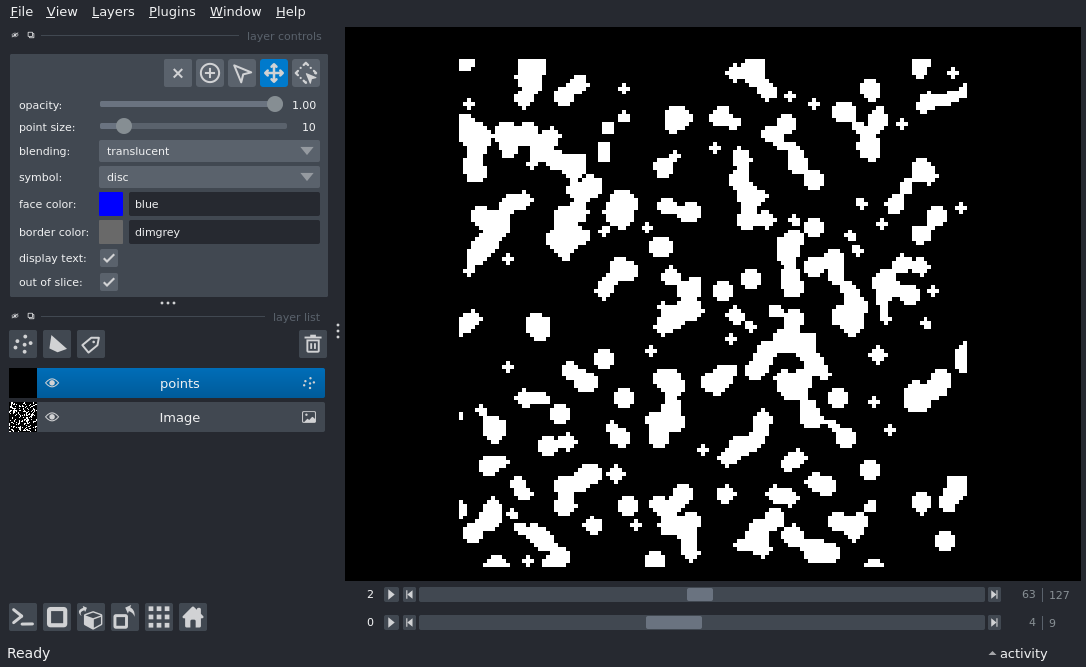 File View Layers Plugins Window Help
layer controls
opacity: 1.00
point size: 10
blending: translucent
symbol: disc
face color: blue
border color: dimgrey
display text:
out of slice:
layer list
points
Image
2 63 | 127
0 4 | 9
Ready activity